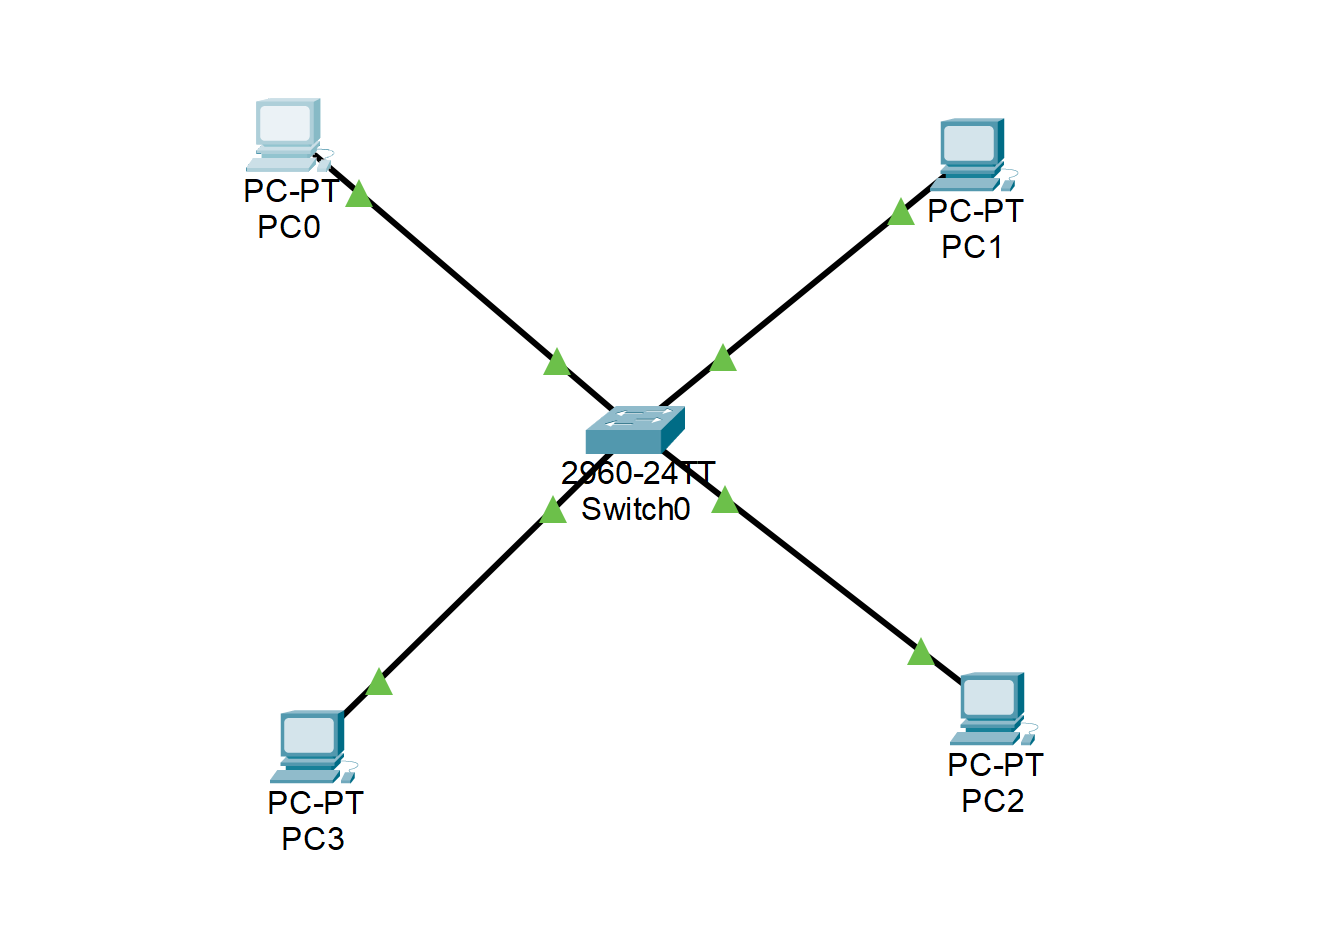 PC-PT
PC0
PC-PT
PC1
2960-24TT
Switch0
PC-PT
PC2
PC-PT
PC3